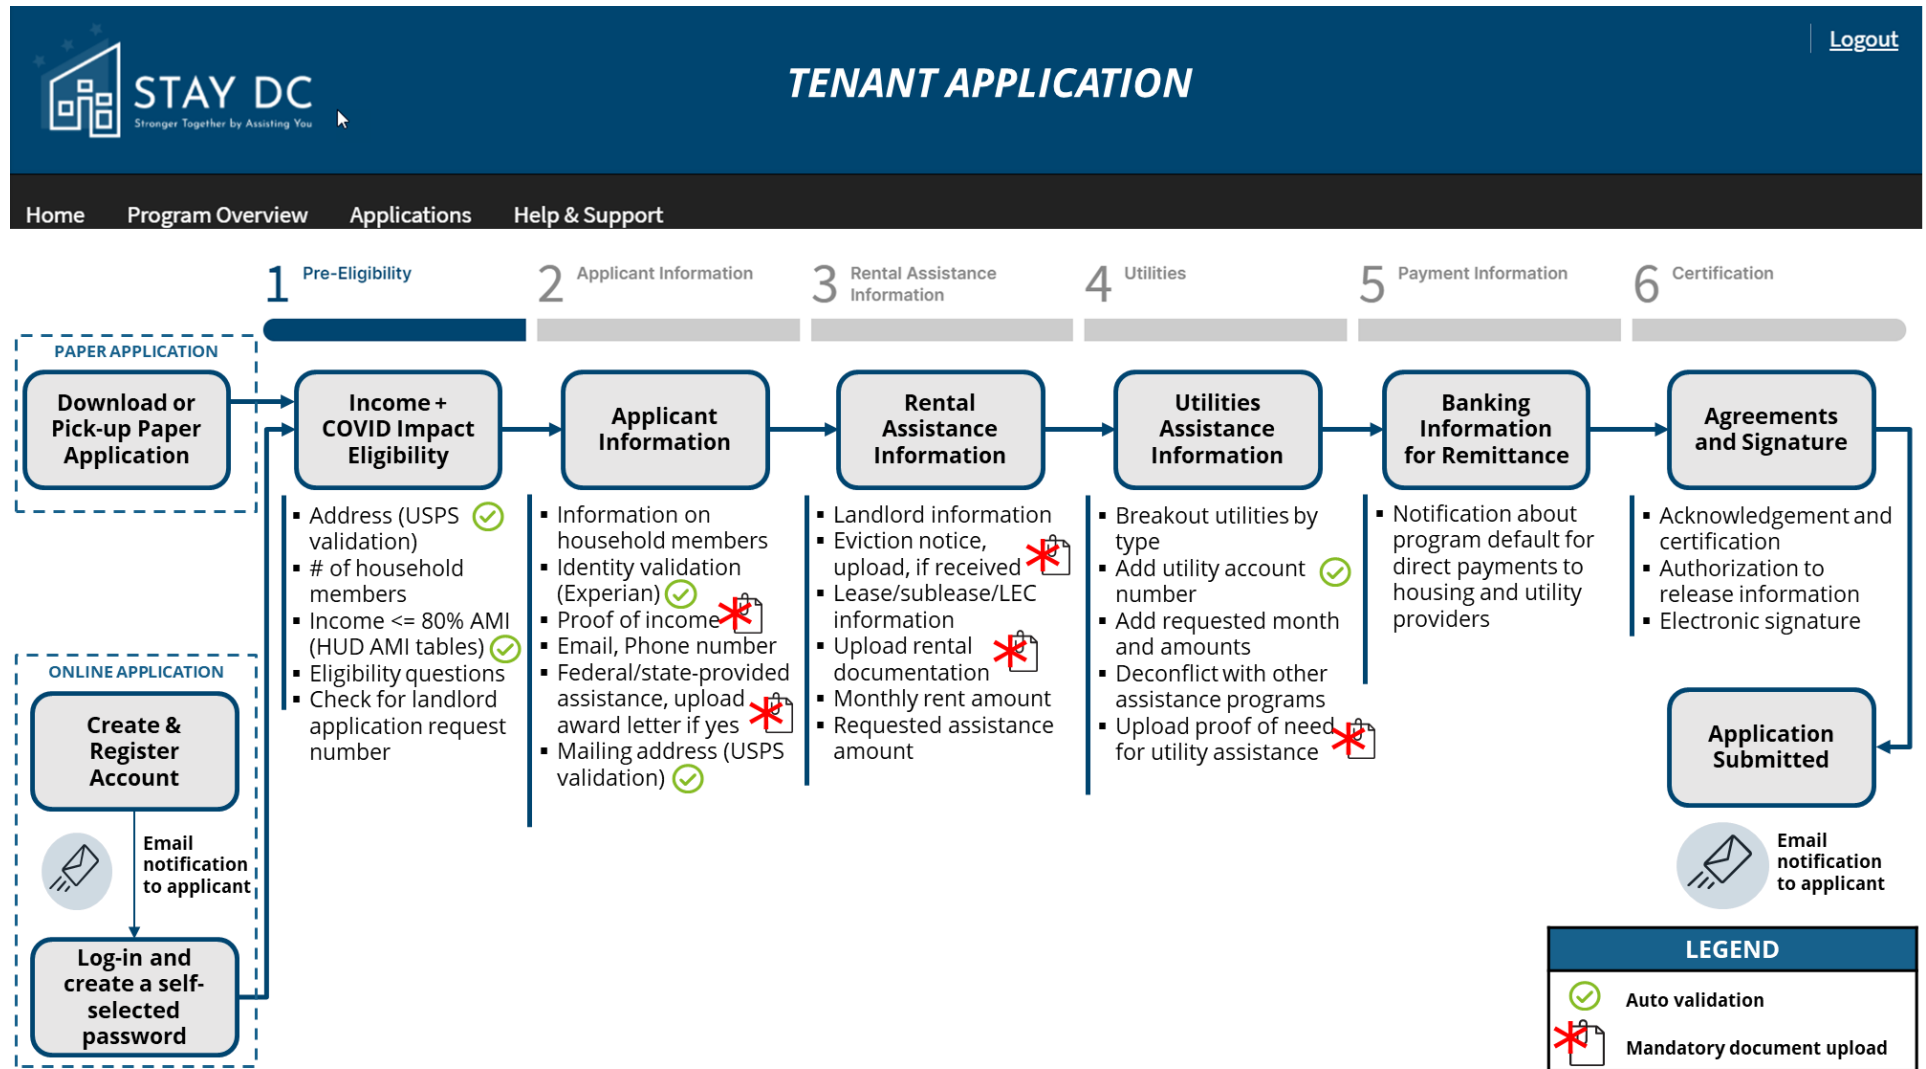 Logout
STAY DC
Stronger Together by Assisting You
TENANT APPLICATION
Home Program Overview Applications Help & Support
1 Pre-Eligibility
2 Applicant Information
3 Rental Assistance
Information
4 Utilities
5 Payment Information
6 Certification
PAPER APPLICATION
Download or
Pick-up Paper
Application
ONLINE APPLICATION
Create &
Register
Account
Email
notification
to applicant
Log-in and
create a self-
selected
password
Income +
COVID Impact
Eligibility
▪ Address (USPS
validation)
▪ # of household
members
▪ Income <= 80% AMI
(HUD AMI tables)
▪ Eligibility questions
▪ Check for landlord
application request
number
Applicant
Information
▪ Information on
household members
▪ Identity validation
(Experian)
▪ Proof of income
▪ Email, Phone number
▪ Federal/state-provided
assistance, upload
award letter if yes
▪ Mailing address (USPS
validation)
Rental
Assistance
Information
▪ Landlord information
▪ Eviction notice,
upload, if received
▪ Lease/sublease/LEC
information
▪ Upload rental
documentation
▪ Monthly rent amount
▪ Requested assistance
amount
Utilities
Assistance
Information
▪ Breakout utilities by
type
▪ Add utility account
number
▪ Add requested month
and amounts
▪ Deconflict with other
assistance programs
▪ Upload proof of need
for utility assistance
Banking
Information
for Remittance
▪ Notification about
program default for
direct payments to
housing and utility
providers
Agreements
and Signature
▪ Acknowledgement and
certification
▪ Authorization to
release information
▪ Electronic signature
Application
Submitted
Email
notification
to applicant
LEGEND
Auto validation
Mandatory document upload